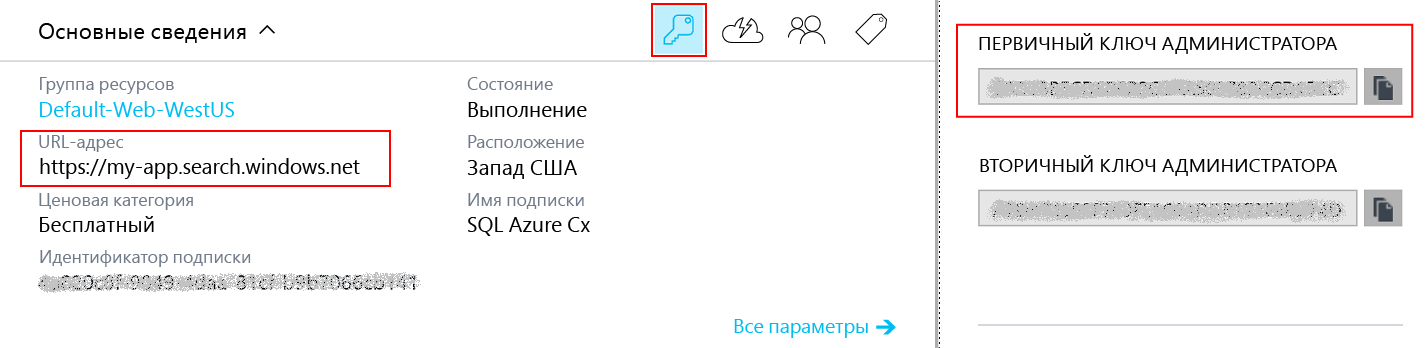 Основные сведения
Группа ресурсов
Default-Web-WestUS
URL-адрес
https://my-app.search.windows.net
Ценовая категория
Бесплатный
Идентификатор подписки
Состояние
Выполнение
Расположение
Запад США
Имя подписки
SQL Azure Cx
Все параметры
ПЕРВИЧНЫЙ КЛЮЧ АДМИНИСТРАТОРА
ВТОРИЧНЫЙ КЛЮЧ АДМИНИСТРАТОРА